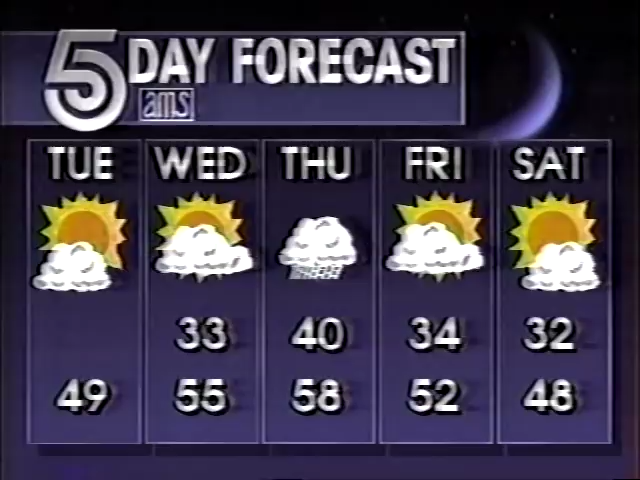 5 DAY FORECAST
ams
TUE WED THU FRI SAT
33 40 34 32
49 55 58 52 48